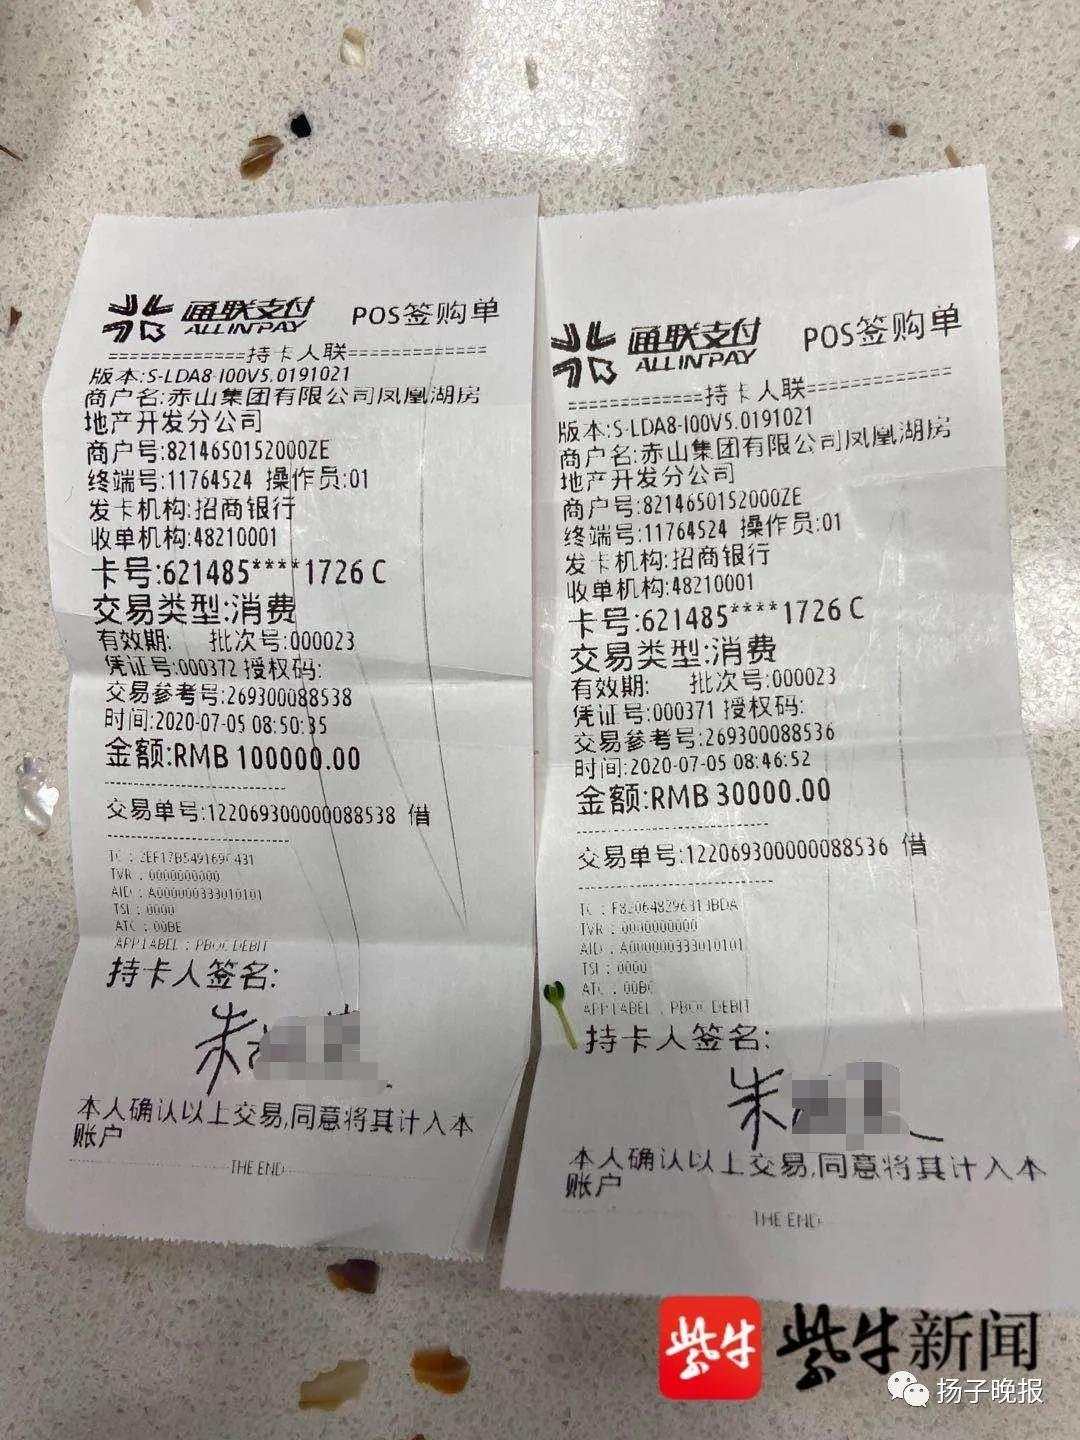 通联支付 POS签购单
ALLINPAY
=============持卡人联=============
版本:S-LDA8-I00V5.0191021
商户名:赤山集团有限公司凤凰湖房
地产开发分公司
商户号:8214650152000ZE
终端号:11764524 操作员:01
发卡机构:招商银行
收单机构:48210001
卡号:621485****1726 C
交易类型:消费
有效期: 批次号:000023
凭证号:000372 授权码:
交易参考号:269300088538
时间:2020-07-05 08:50:35
金额:RMB 100000.00
交易单号:122069300000088538 借
TVR : 0000000000
AID : A000000333010101
TSI : 0000
ATC : 00BE
APP LABEL : PBOC DEBIT
持卡人签名:
朱
本人确认以上交易,同意将其计入本
账户
THE END
通联支付 POS签购单
ALLINPAY
=============持卡人联=============
版本:S-LDA8-I00V5.0191021
商户名:赤山集团有限公司凤凰湖房
地产开发分公司
商户号:8214650152000ZE
终端号:11764524 操作员:01
发卡机构:招商银行
收单机构:48210001
卡号:621485****1726 C
交易类型:消费
有效期: 批次号:000023
凭证号:000371 授权码:
交易参考号:269300088536
时间:2020-07-05 08:46:52
金额:RMB 30000.00
交易单号:122069300000088536 借
TVR : 0000000000
AID : A000000333010101
TSI : 0000
APP LABEL : PBOC DEBIT
持卡人签名:
朱
本人确认以上交易,同意将其计入本
账户
THE END
紫牛 紫牛新闻
扬子晚报